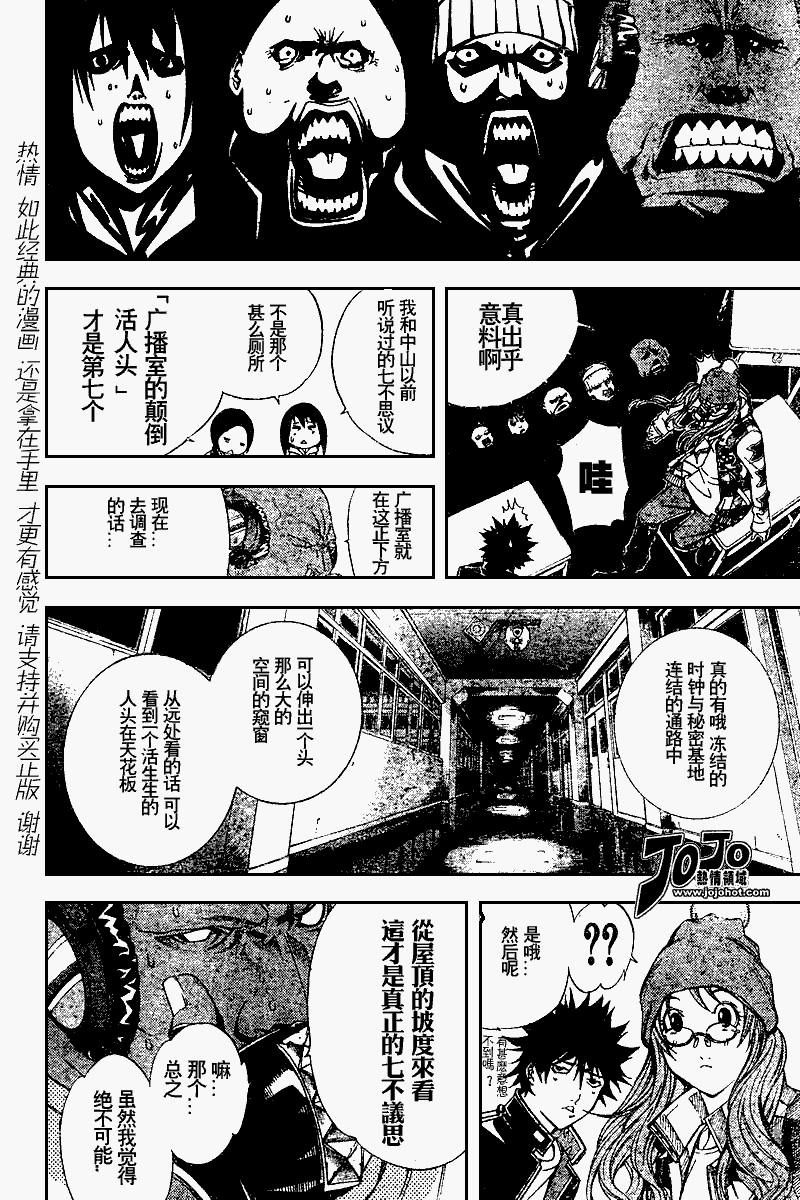 真出乎
意料啊
哇
我和中山以前
听说过的七不思议
不是那个
甚么厕所
「广播室的颠倒
活人头」
才是第七个
广播室就
在这正下方
现在…
去调查
的话…
真的有哦 冻结的
时钟与秘密基地
连结的通路中
可以伸出一个头
那么大的
空间的窥窗
从远处看的话 可以
看到一个活生生的
人头在天花板
JOJO
熱情領域
www.jojohot.com
??
是哦…
然后呢
有甚麼意想
不到嗎？
從屋頂的坡度來看
這才是真正的七不議思
嘛…
那个…
总之
虽然我觉得
绝不可能…
热情 如此经典的漫画 还是拿在手里 才更有感觉 请支持并购买正版 谢谢